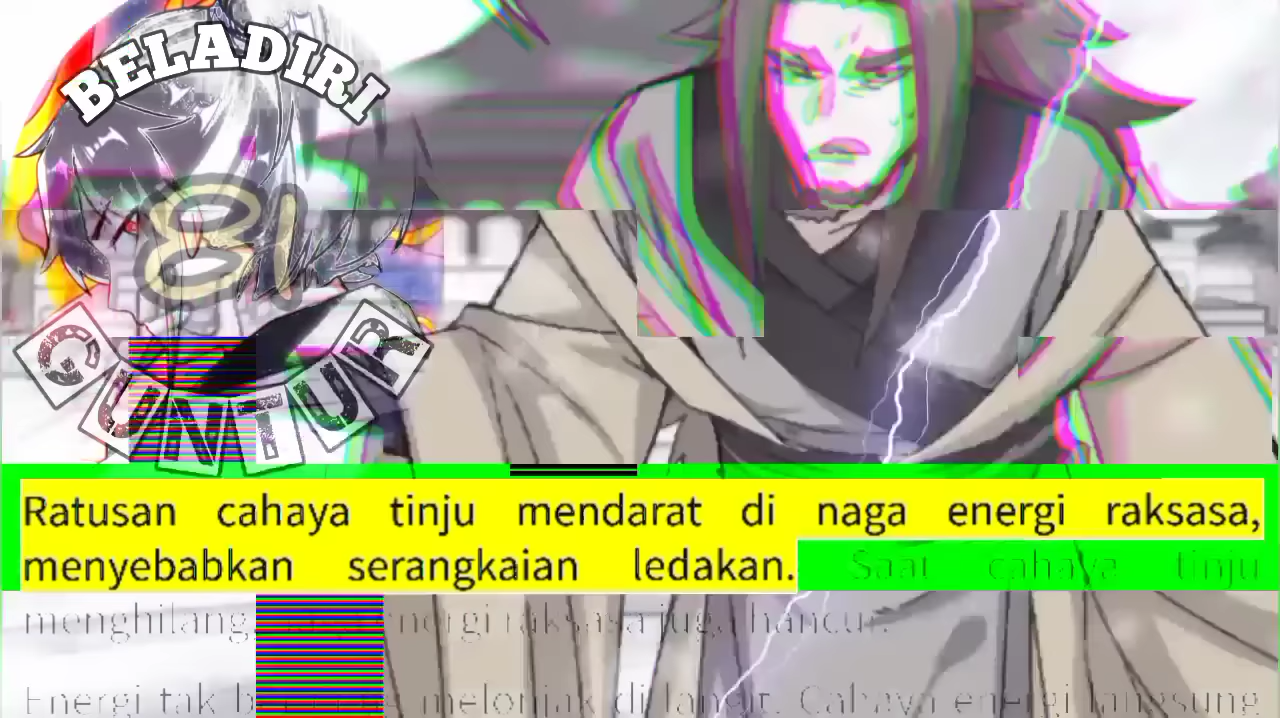 BELADIRI
81
GUNTUR
Ratusan cahaya tinju mendarat di naga energi raksasa,
menyebabkan serangkaian ledakan. Saat cahaya tinju
menghilang, energi raksasa juga hancur.
Energi tak melonjak di langit. Cahaya energi langsung